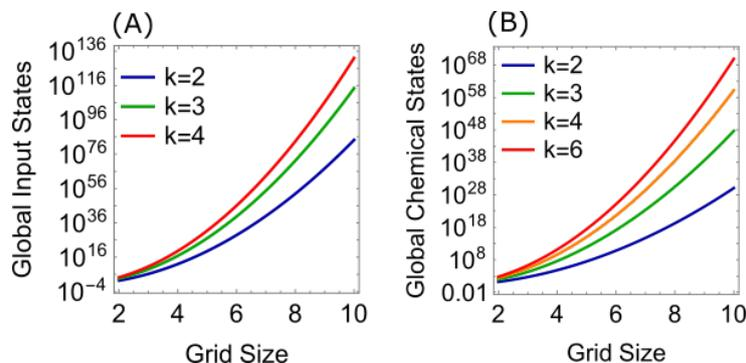 (A)
Global Input States
10^136
10^116
10^96
10^76
10^56
10^36
10^16
10^-4
k=2
k=3
k=4
2 4 6 8 10
Grid Size
(B)
Global Chemical States
10^68
10^58
10^48
10^38
10^28
10^18
10^8
0.01
k=2
k=3
k=4
k=6
2 4 6 8 10
Grid Size